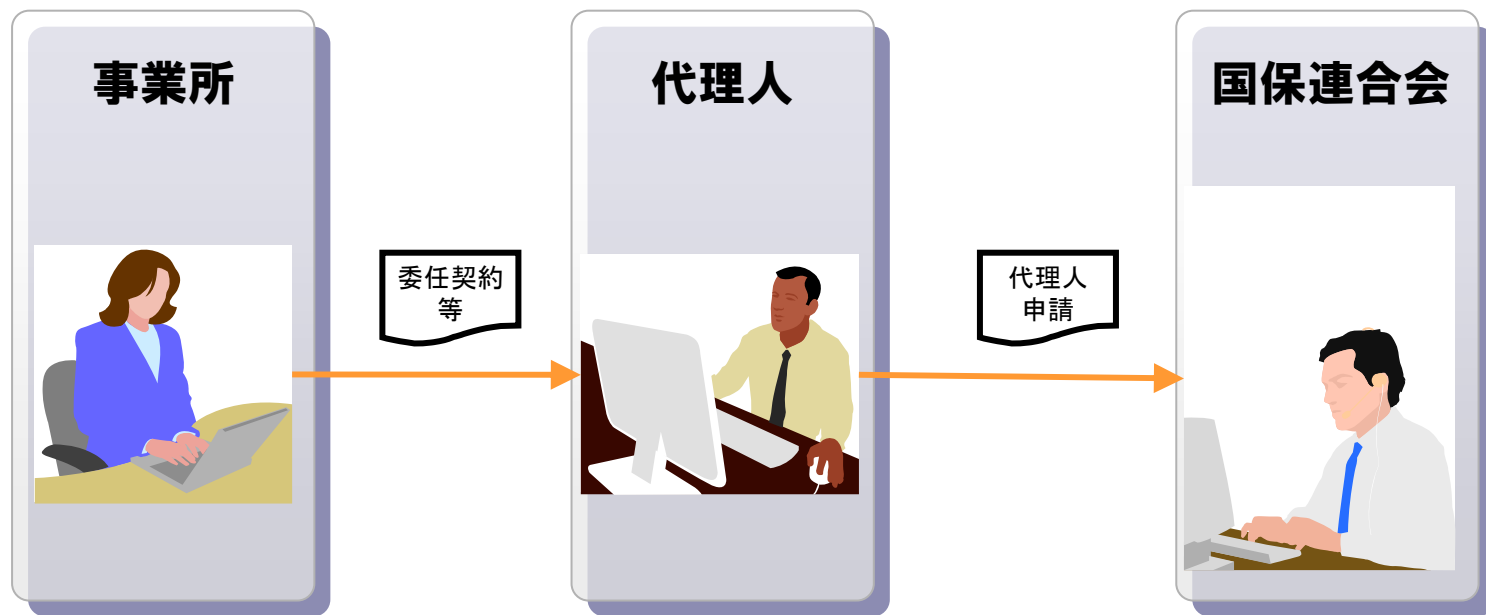 事業所
代理人
国保連合会
委任契約
等
代理人
申請